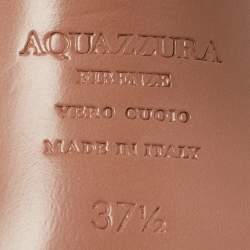 AQUAZZURA
FIRENZE
VERO CUOIO
MADE IN ITALY
37½